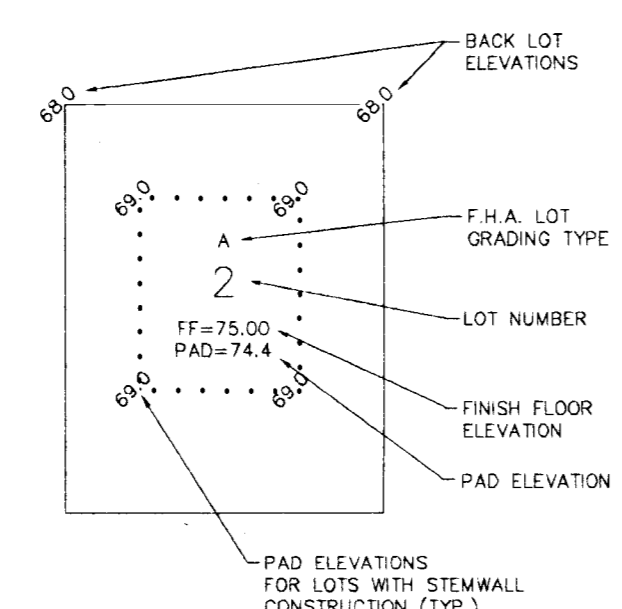 BACK LOT
ELEVATIONS
68.0
68.0
69.0
69.0
A
F.H.A. LOT
GRADING TYPE
2
LOT NUMBER
FF=75.00
PAD=74.4
69.0
69.0
FINISH FLOOR
ELEVATION
PAD ELEVATION
PAD ELEVATIONS
FOR LOTS WITH STEMWALL
CONSTRUCTION (TYP.)